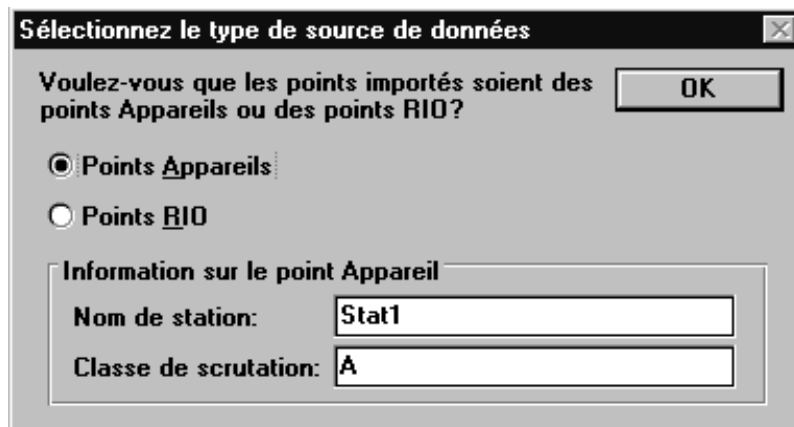 Sélectionnez le type de source de données
Voulez-vous que les points importés soient des
points Appareils ou des points RIO?
OK
Points Appareils
Points RIO
Information sur le point Appareil
Nom de station:
Stat1
Classe de scrutation:
A